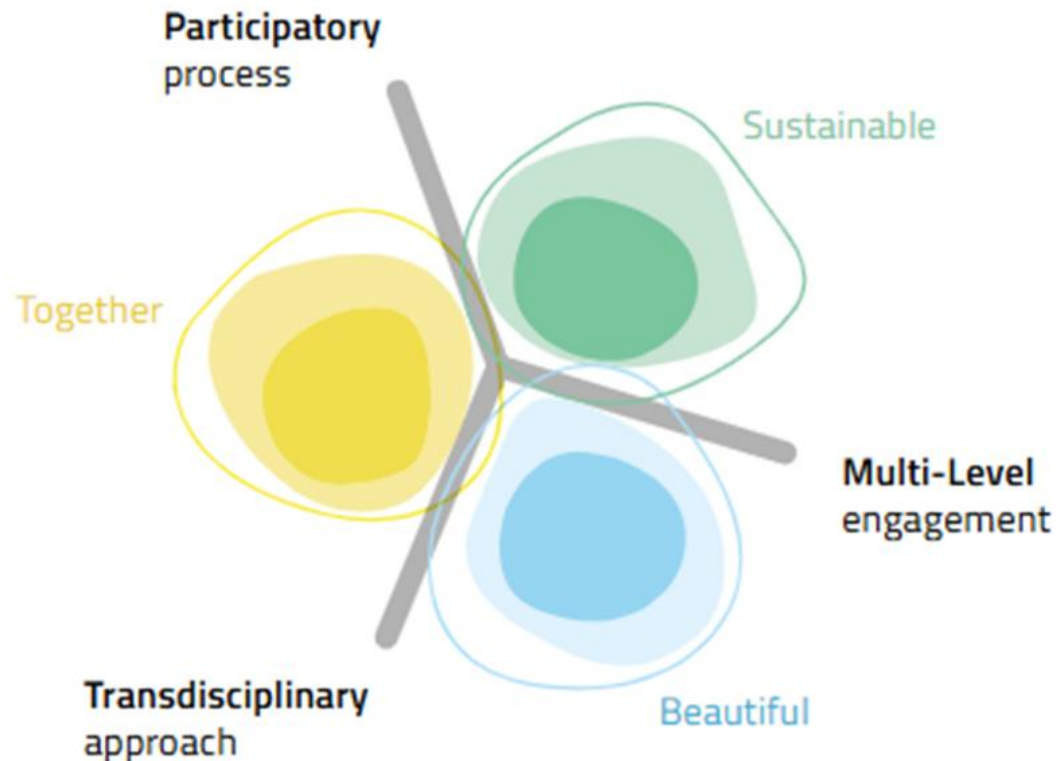 Participatory
process
Sustainable
Together
Multi-Level
engagement
Transdisciplinary
approach
Beautiful